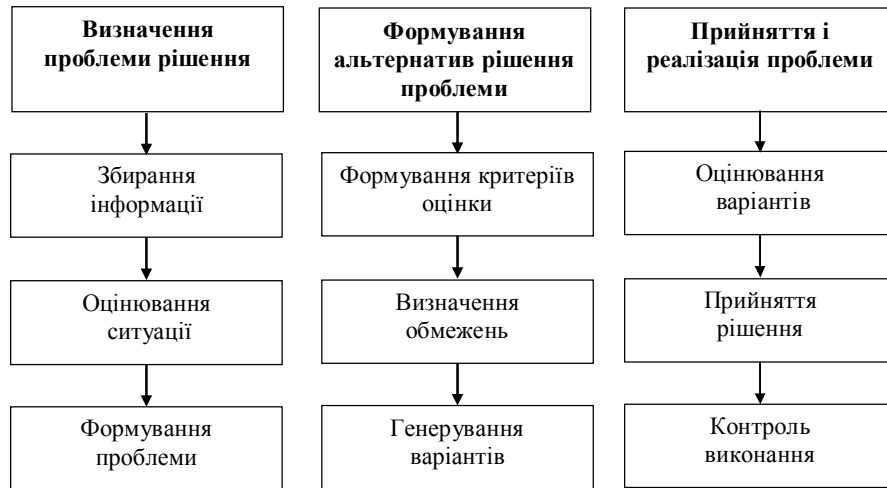 Визначення
проблеми рішення
Збирання
інформації
Оцінювання
ситуації
Формування
проблеми
Формування
альтернатив рішення
проблеми
Формування критеріїв
оцінки
Визначення
обмежень
Генерування
варіантів
Прийняття і
реалізація проблеми
Оцінювання
варіантів
Прийняття
рішення
Контроль
виконання